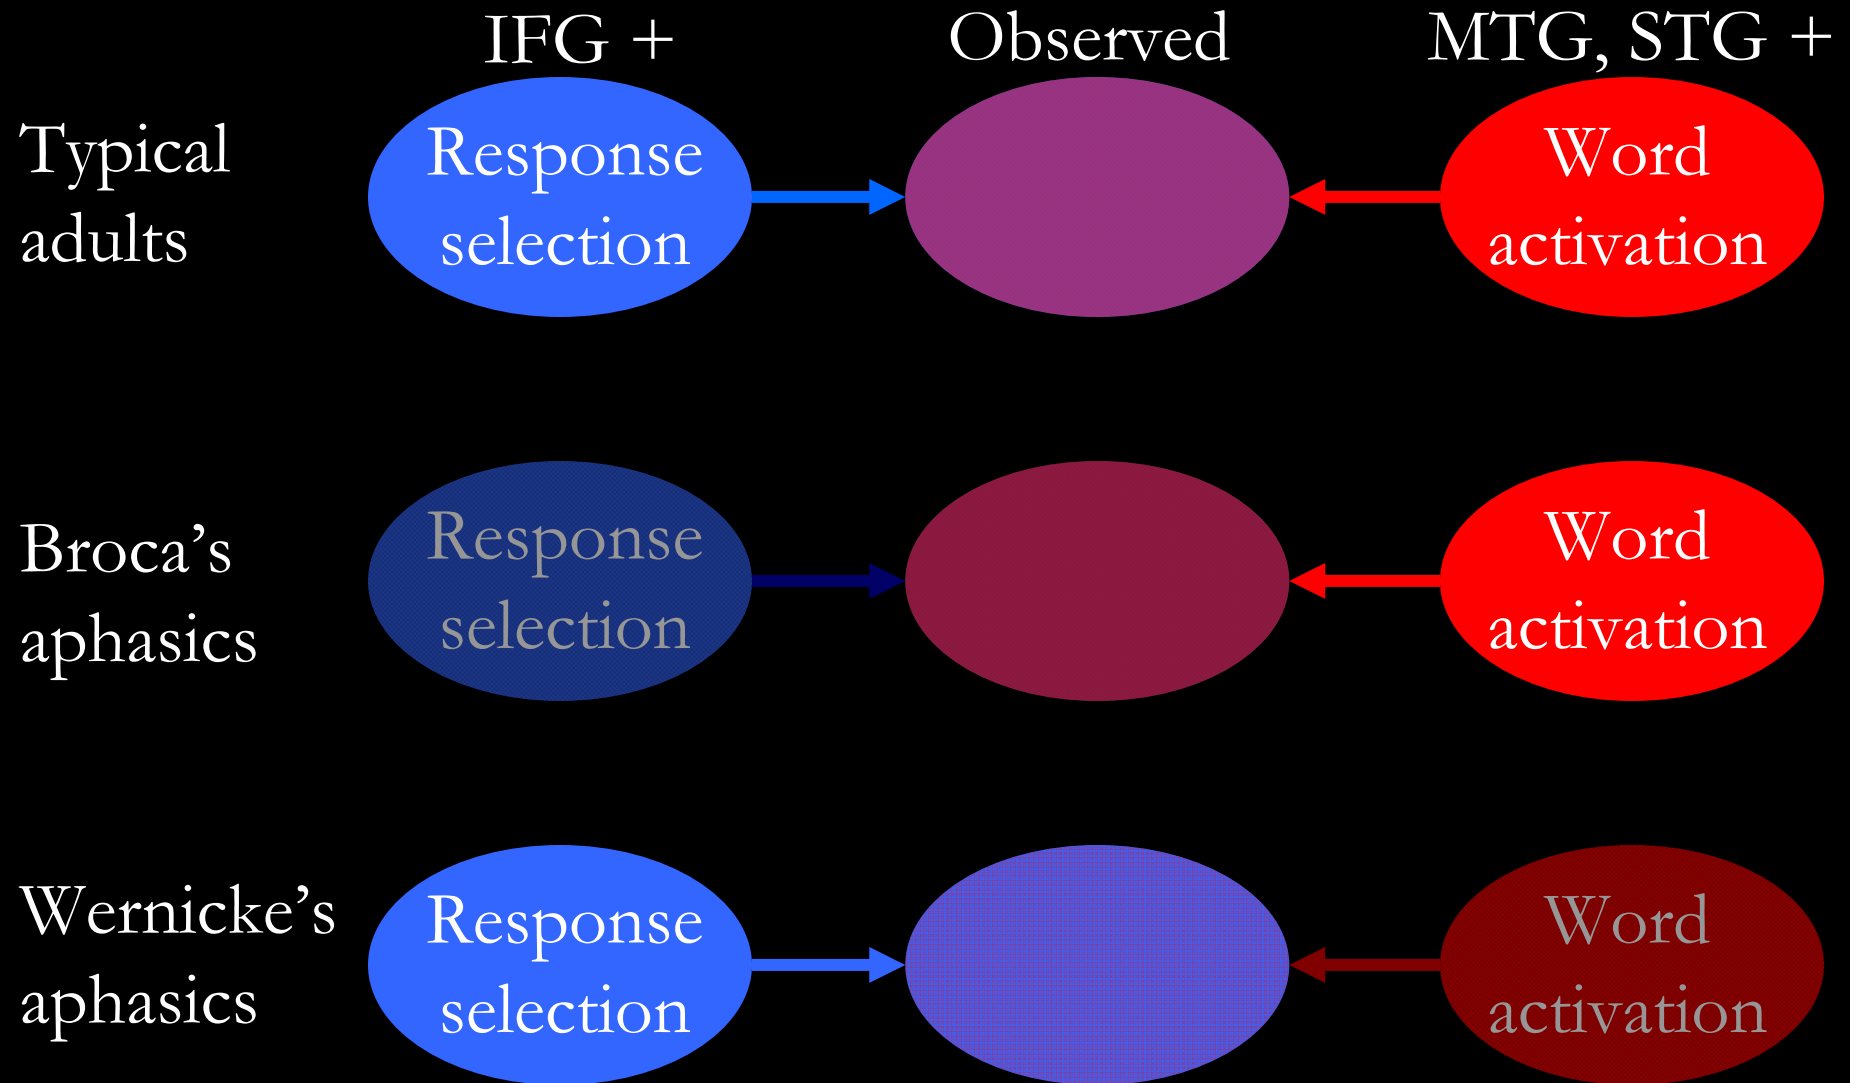 IFG +
Observed
MTG, STG +
Typical
adults
Response
selection
Word
activation
Broca’s
aphasics
Response
selection
Word
activation
Wernicke’s
aphasics
Response
selection
Word
activation